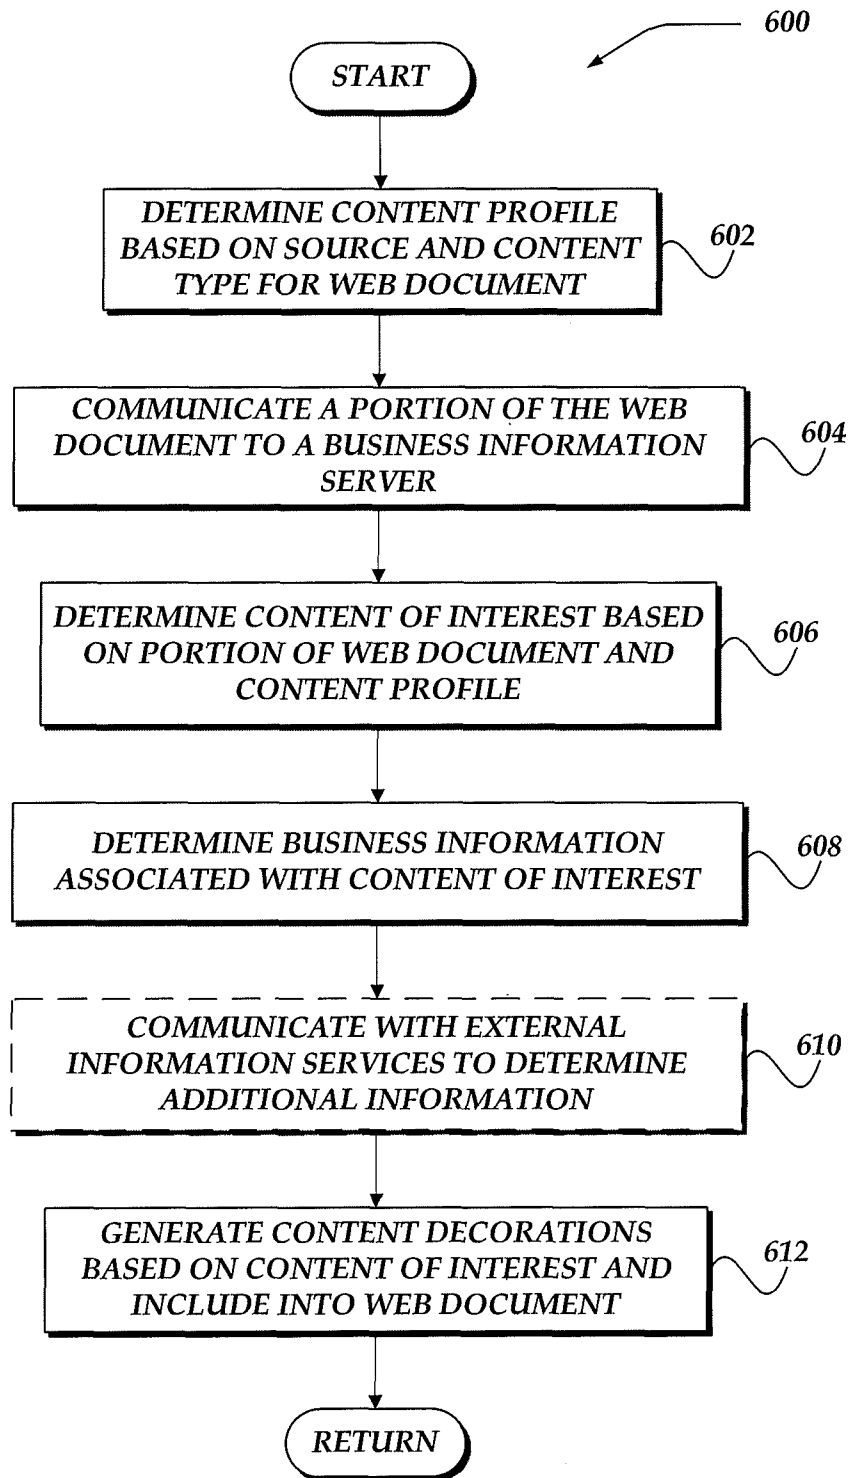 600
START
DETERMINE CONTENT PROFILE
BASED ON SOURCE AND CONTENT
TYPE FOR WEB DOCUMENT
602
COMMUNICATE A PORTION OF THE WEB
DOCUMENT TO A BUSINESS INFORMATION
SERVER
604
DETERMINE CONTENT OF INTEREST BASED
ON PORTION OF WEB DOCUMENT AND
CONTENT PROFILE
606
DETERMINE BUSINESS INFORMATION
ASSOCIATED WITH CONTENT OF INTEREST
608
COMMUNICATE WITH EXTERNAL
INFORMATION SERVICES TO DETERMINE
ADDITIONAL INFORMATION
610
GENERATE CONTENT DECORATIONS
BASED ON CONTENT OF INTEREST AND
INCLUDE INTO WEB DOCUMENT
612
RETURN